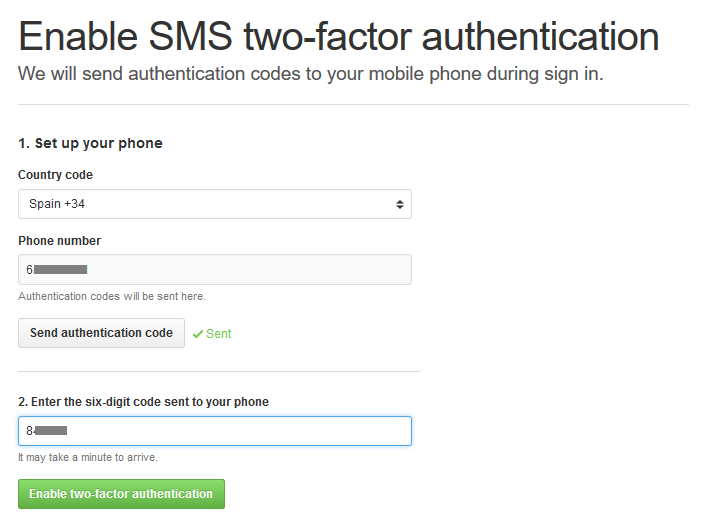 Enable SMS two-factor authentication
We will send authentication codes to your mobile phone during sign in.
1. Set up your phone
Country code
Spain +34
Phone number
6
Authentication codes will be sent here.
Send authentication code
Sent
2. Enter the six-digit code sent to your phone
8
It may take a minute to arrive.
Enable two-factor authentication